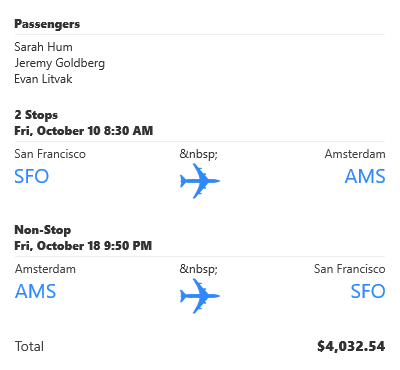 Passengers
Sarah Hum
Jeremy Goldberg
Evan Litvak
2 Stops
Fri, October 10 8:30 AM
San Francisco &nbsp; Amsterdam
SFO AMS
Non-Stop
Fri, October 18 9:50 PM
Amsterdam &nbsp; San Francisco
AMS SFO
Total $4,032.54